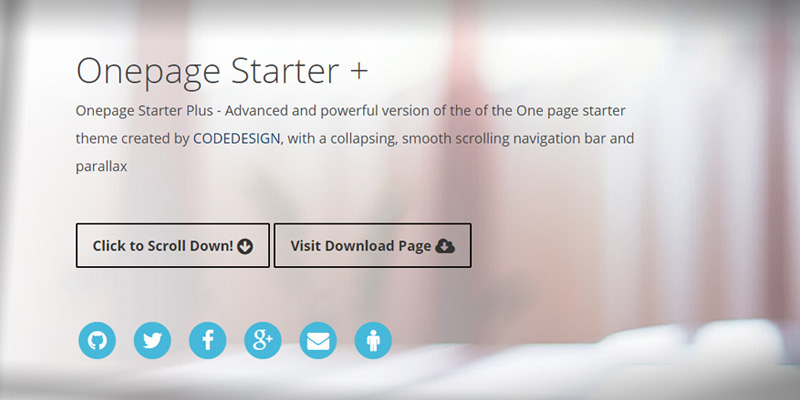 Onepage Starter +
Onepage Starter Plus - Advanced and powerful version of the of the One page starter
theme created by CODEDESIGN, with a collapsing, smooth scrolling navigation bar and
parallax
Click to Scroll Down! Visit Download Page